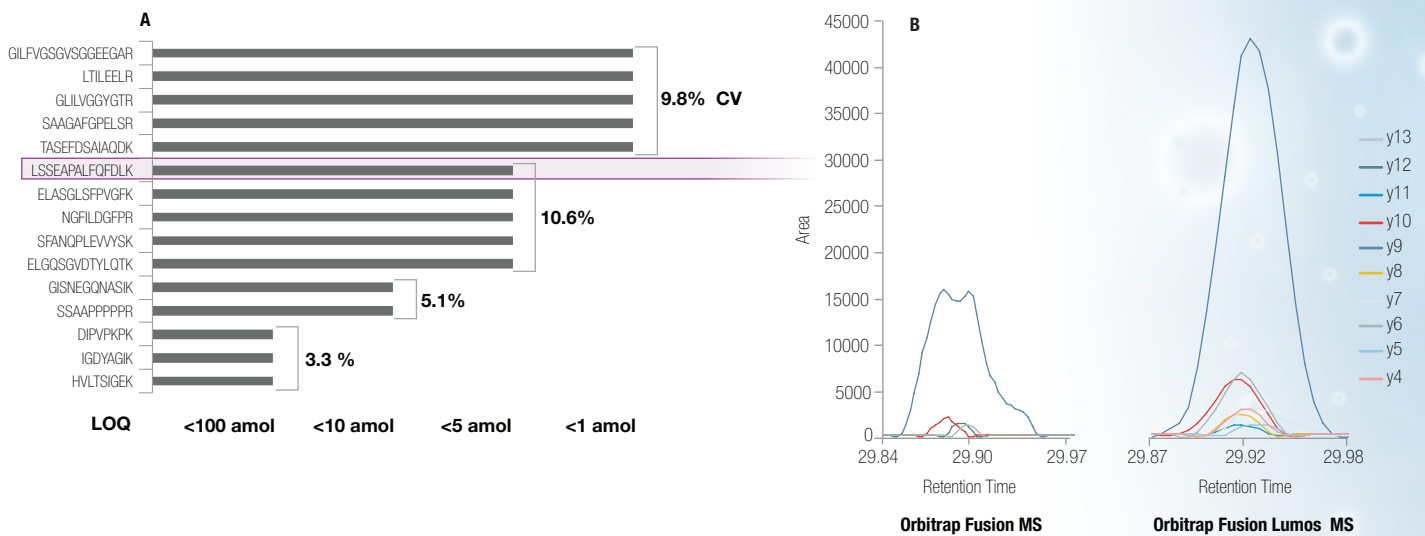 A
GILFVGSGVSGGEEGAR
LTILEELR
GLILVGGYGTR
SAAGAFGPELSR
TASEFDSAIAQDK
LSSEAPALFQFDLK
ELASGLSFPVGFK
NGFILDGFPR
SFANQPLEVVYSK
ELGQSGVDTYLQTK
GISNEGQNASIK
SSAAPPPPPR
DIPVPKPK
IGDYAGIK
HVLTSIGEK
9.8% CV
10.6%
5.1%
3.3 %
LOQ <100 amol <10 amol <5 amol <1 amol
B
45000
40000
35000
30000
25000
20000
15000
10000
5000
0
Area
29.84 29.90 29.97
Retention Time
Orbitrap Fusion MS
29.87 29.92 29.98
Retention Time
Orbitrap Fusion Lumos MS
y13
y12
y11
y10
y9
y8
y7
y6
y5
y4